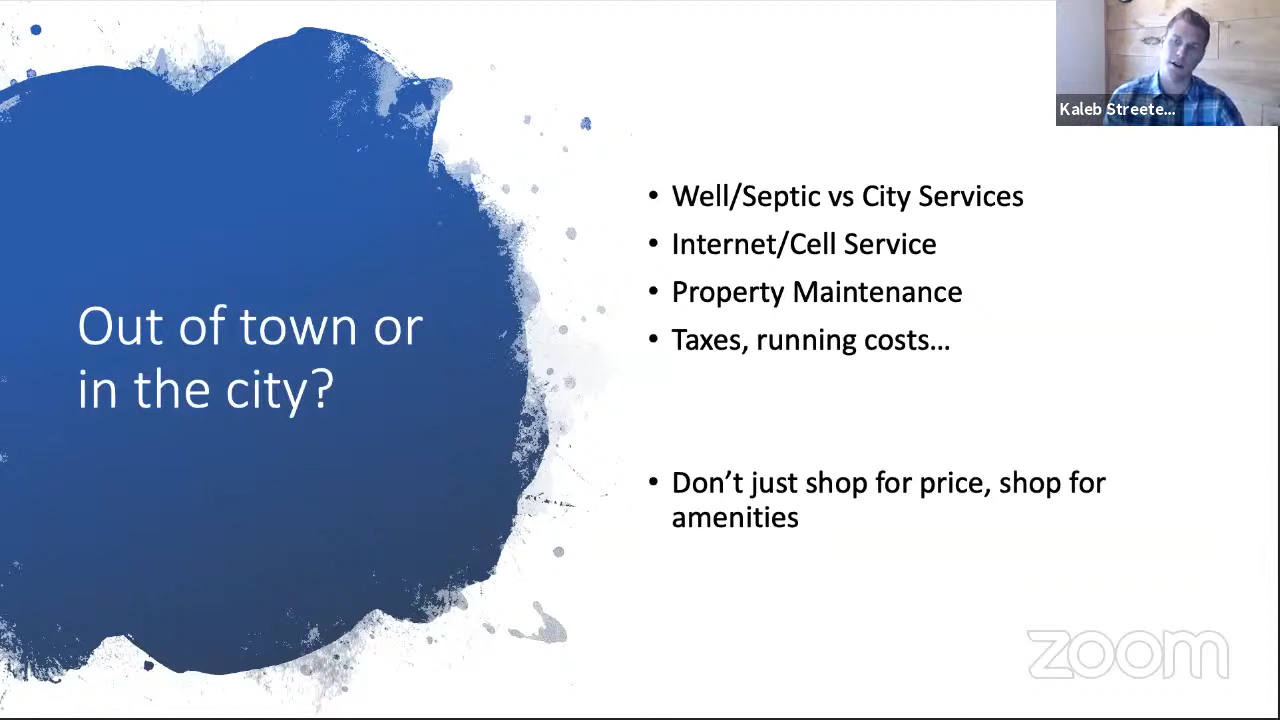 Kaleb Streete...
Out of town or
in the city?
• Well/Septic vs City Services
• Internet/Cell Service
• Property Maintenance
• Taxes, running costs…
• Don’t just shop for price, shop for
amenities
zoom